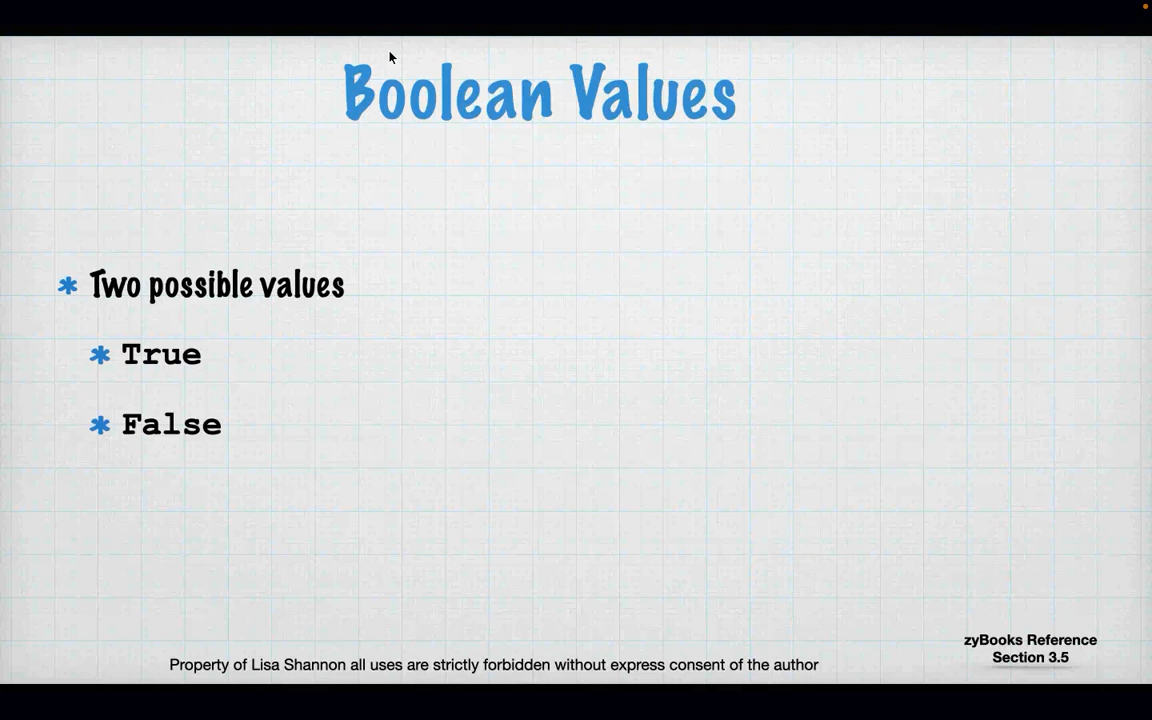 Boolean Values
Two possible values
True
False
zyBooks Reference
Section 3.5
Property of Lisa Shannon all uses are strictly forbidden without express consent of the author